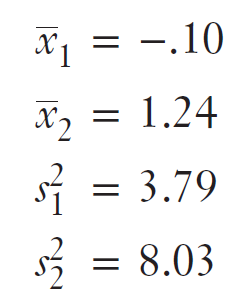 x̄₁ = −.10
x̄₂ = 1.24
s₁² = 3.79
s₂² = 8.03